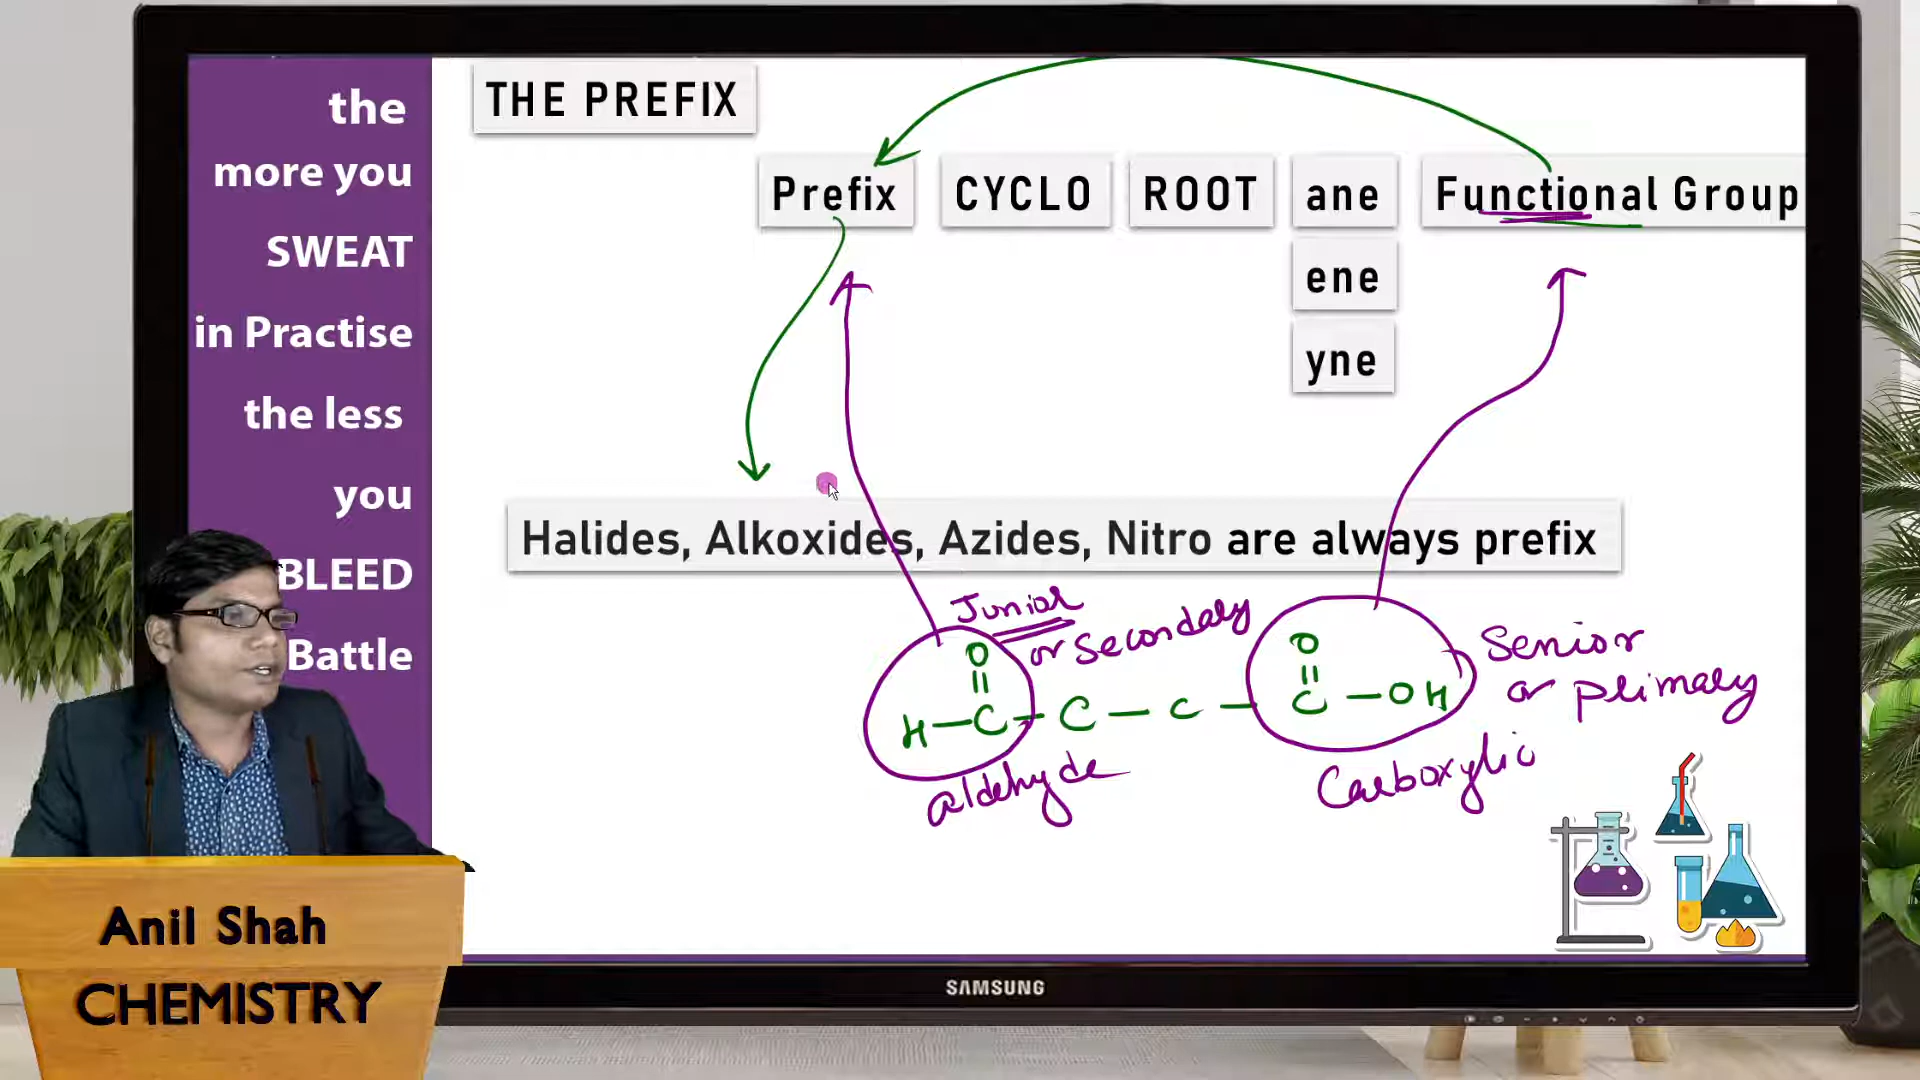 the
more you
SWEAT
in Practise
the less
you
BLEED
Battle
THE PREFIX
Prefix CYCLO ROOT ane Functional Group
ene
yne
Halides, Alkoxides, Azides, Nitro are always prefix
Junior
or secondary
Senior
or primary
O
||
H—C—C—C—
O
||
C—OH
aldehyde
Carboxylic
Anil Shah
CHEMISTRY
SAMSUNG